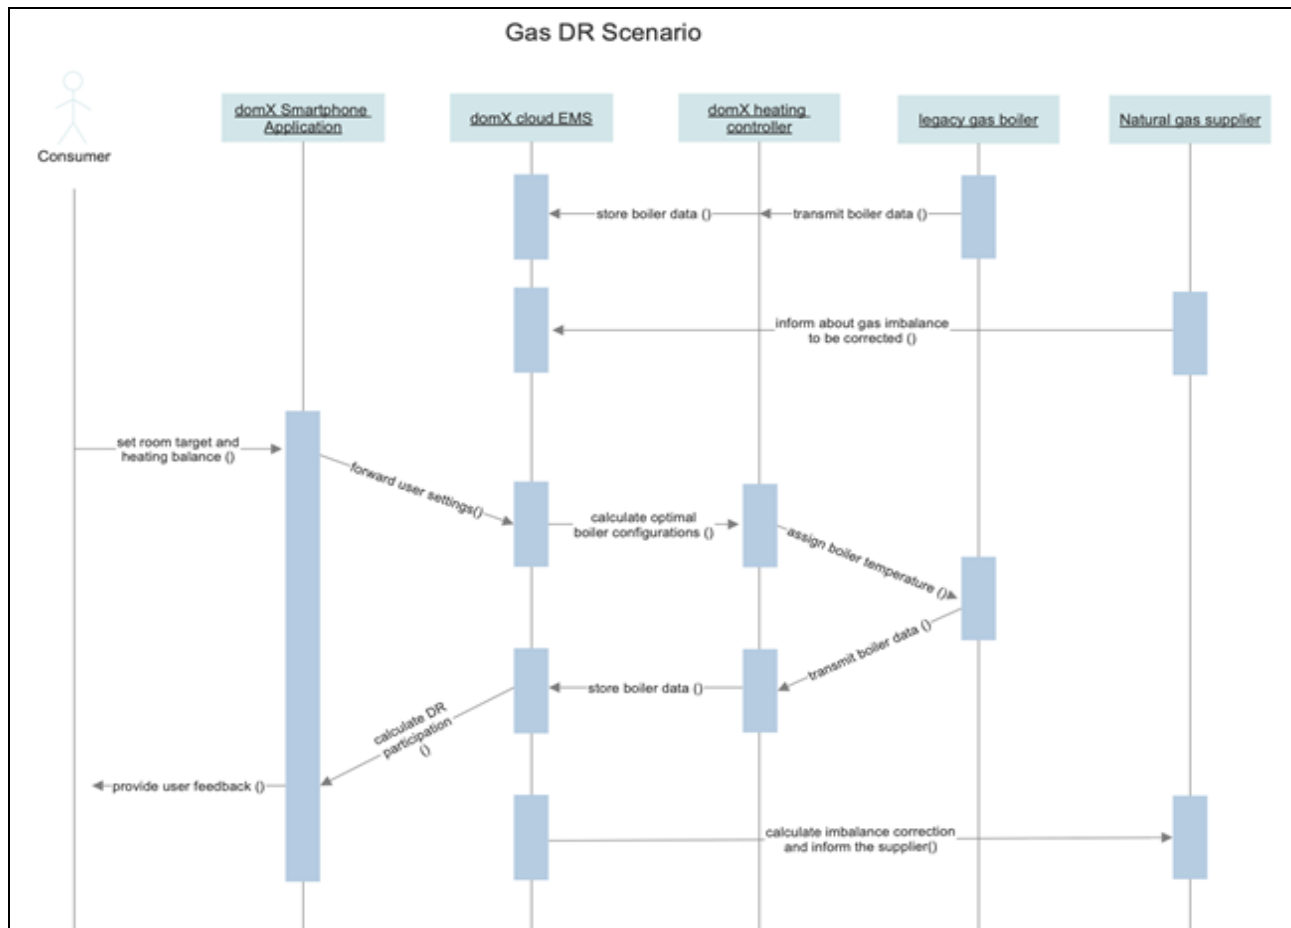 Gas DR Scenario
Consumer
domX Smartphone
Application
domX cloud EMS
domX heating
controller
legacy gas boiler
Natural gas supplier
store boiler data ()
transmit boiler data ()
inform about gas imbalance
to be corrected ()
set room target and
heating balance ()
forward user settings()
calculate optimal
boiler configurations ()
assign boiler temperature ()
transmit boiler data ()
store boiler data ()
calculate DR
participation
()
provide user feedback ()
calculate imbalance correction
and inform the supplier()